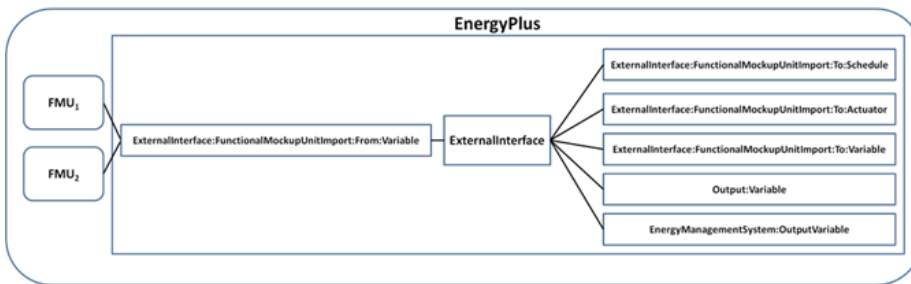 EnergyPlus
FMU1
FMU2
ExternalInterface:FunctionalMockupUnitImport:From:Variable
ExternalInterface
ExternalInterface:FunctionalMockupUnitImport:To:Schedule
ExternalInterface:FunctionalMockupUnitImport:To:Actuator
ExternalInterface:FunctionalMockupUnitImport:To:Variable
Output:Variable
EnergyManagementSystem:OutputVariable